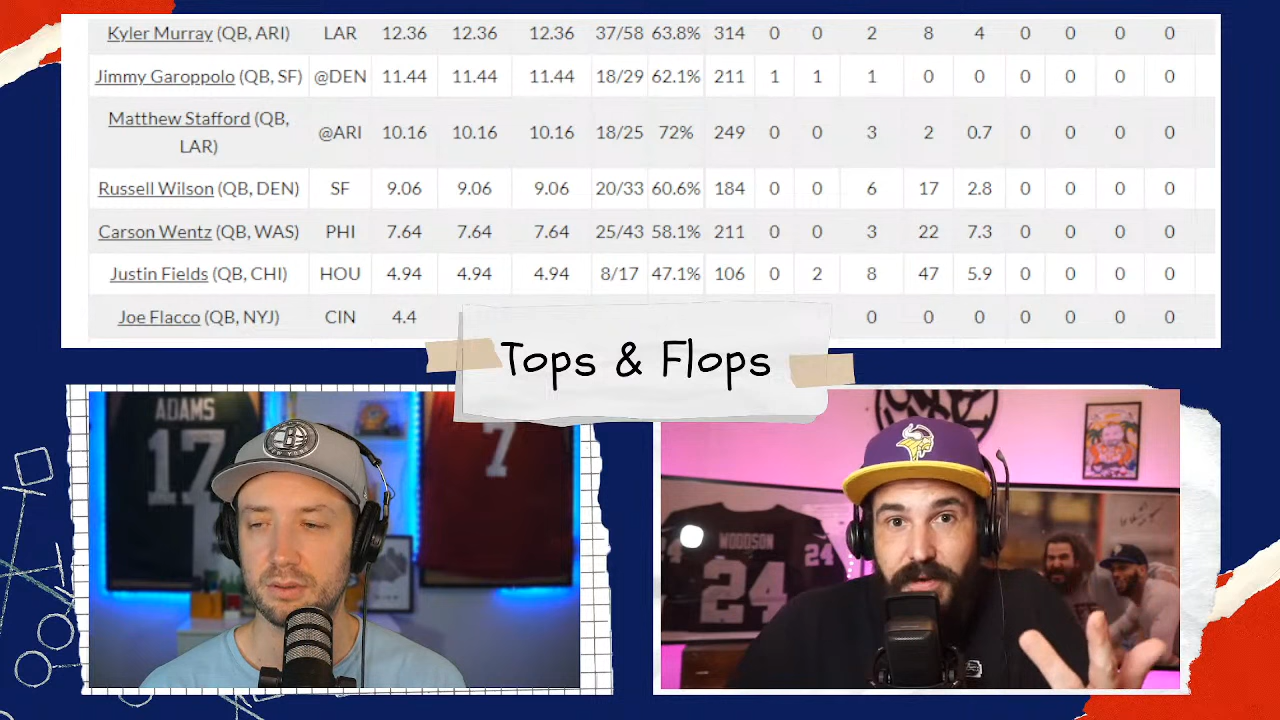 Kyler Murray (QB, ARI) LAR 12.36 12.36 12.36 37/58 63.8% 314 0 0 2 8 4 0 0 0 0
Jimmy Garoppolo (QB, SF) @DEN 11.44 11.44 11.44 18/29 62.1% 211 1 1 1 0 0 0 0 0 0
Matthew Stafford (QB,
LAR) @ARI 10.16 10.16 10.16 18/25 72% 249 0 0 3 2 0.7 0 0 0 0
Russell Wilson (QB, DEN) SF 9.06 9.06 9.06 20/33 60.6% 184 0 0 6 17 2.8 0 0 0 0
Carson Wentz (QB, WAS) PHI 7.64 7.64 7.64 25/43 58.1% 211 0 0 3 22 7.3 0 0 0 0
Justin Fields (QB, CHI) HOU 4.94 4.94 4.94 8/17 47.1% 106 0 2 8 47 5.9 0 0 0 0
Joe Flacco (QB, NYJ) CIN 4.4 0 0 0 0 0 0 0
Tops & Flops
ADAMS
17
7
B
WOODSON
24
24
24